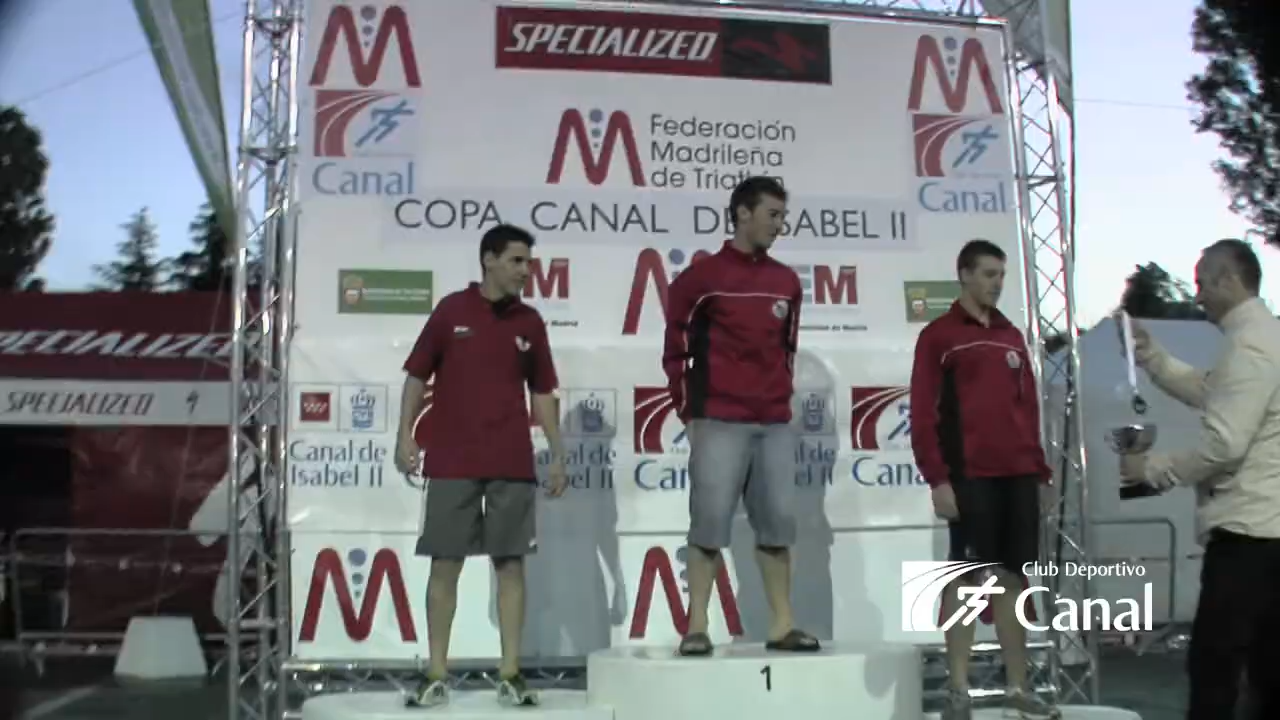 SPECIALIZED
Federación
Madrileña
de Triatlón
Canal
Canal
COPA CANAL DE ISABEL II
M
EM
SPECIALIZED
SPECIALIZED
Canal de
Isabel II
Canal
Canal
1
Club Deportivo
Canal